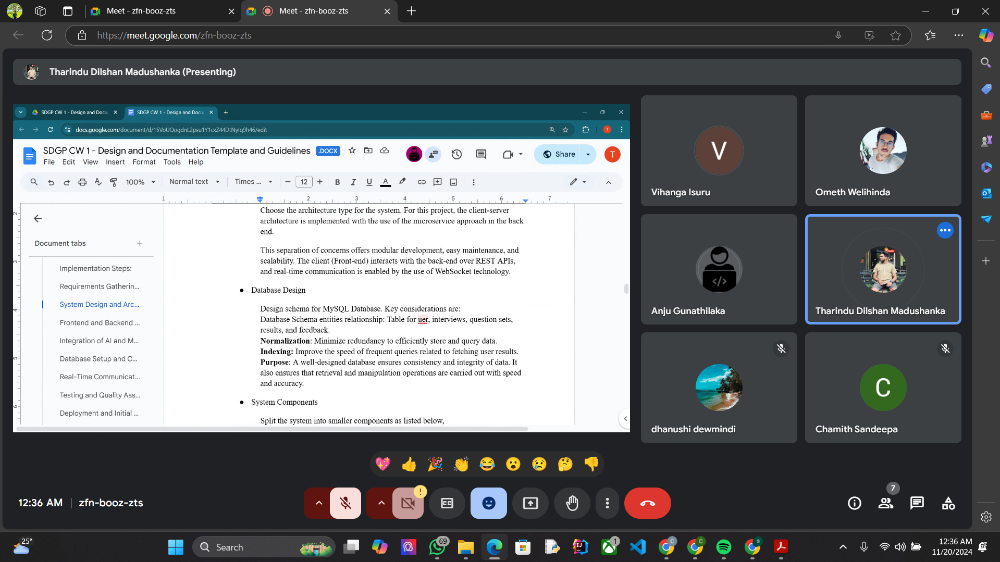 Meet - zfn-booz-zts
Meet - zfn-booz-zts
https://meet.google.com/zfn-booz-zts
Tharindu Dilshan Madushanka (Presenting)
SDGP CW 1 - Design and Docu
SDGP CW 1 - Design and Docu
docs.google.com/document/d/15VoUQogdnL2psu1Y1cxZ44DtNyIq9h46/edit
SDGP CW 1 - Design and Documentation Template and Guidelines
.DOCX
Share
T
File Edit View Insert Format Tools Help
100%
Normal text
Times ...
12
B
I
U
A
1 2 3 4 5 6 7
Document tabs
Implementation Steps:
Requirements Gatherin...
System Design and Arc...
Frontend and Backend ...
Integration of AI and M...
Database Setup and C...
Real-Time Communicat...
Testing and Quality Ass...
Deployment and Initial ...
Choose the architecture type for the system. For this project, the client-server
architecture is implemented with the use of the microservice approach in the back
end.
This separation of concerns offers modular development, easy maintenance, and
scalability. The client (Front-end) interacts with the back-end over REST APIs,
and real-time communication is enabled by the use of WebSocket technology.
● Database Design
Design schema for MySQL Database. Key considerations are:
Database Schema entities relationship: Table for uer, interviews, question sets,
results, and feedback.
Normalization: Minimize redundancy to efficiently store and query data.
Indexing: Improve the speed of frequent queries related to fetching user results.
Purpose: A well-designed database ensures consistency and integrity of data. It
also ensures that retrieval and manipulation operations are carried out with speed
and accuracy.
● System Components
Split the system into smaller components as listed below,
V
Vihanga Isuru
Ometh Welihinda
Anju Gunathilaka
Tharindu Dilshan Madushanka
dhanushi dewmindi
C
Chamith Sandeepa
12:36 AM | zfn-booz-zts
7
25°
Search
69
1
12:36 AM
11/20/2024